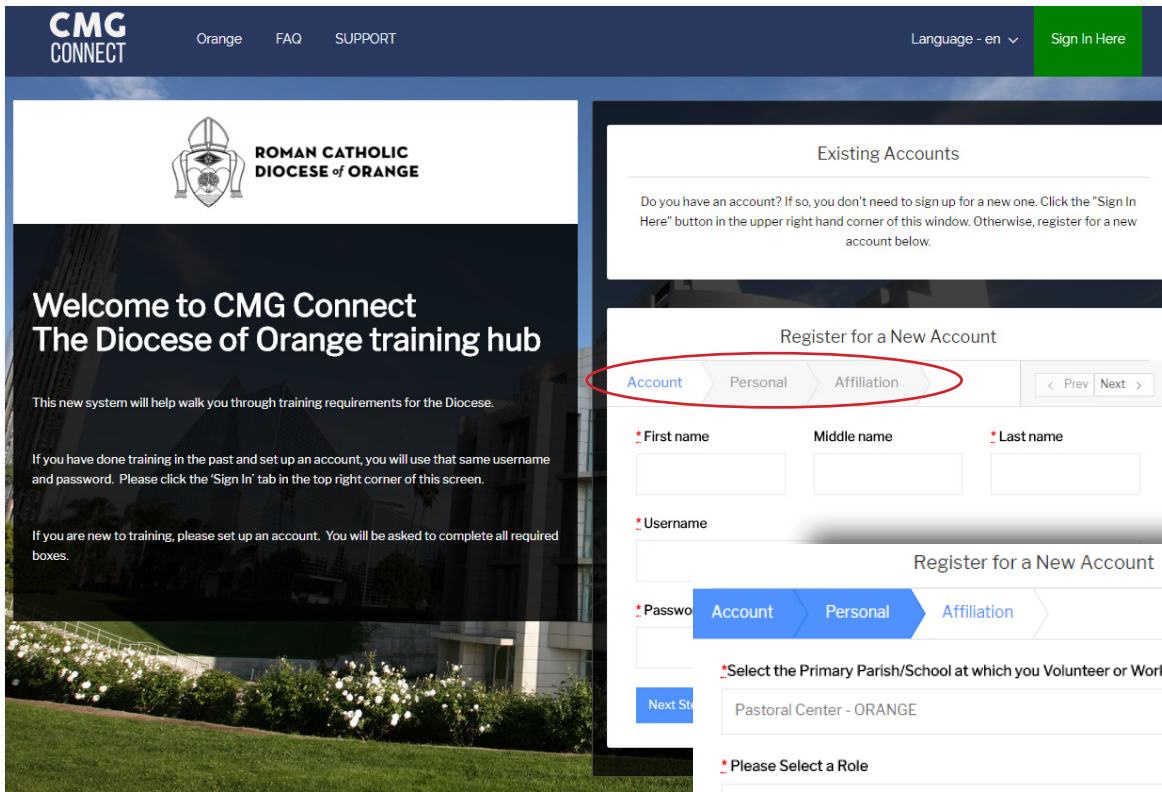 CMG
CONNECT
Orange
FAQ
SUPPORT
Language - en
Sign In Here
ROMAN CATHOLIC
DIOCESE of ORANGE
Welcome to CMG Connect
The Diocese of Orange training hub
This new system will help walk you through training requirements for the Diocese.
If you have done training in the past and set up an account, you will use that same username
and password.  Please click the ‘Sign In’ tab in the top right corner of this screen.
If you are new to training, please set up an account.  You will be asked to complete all required
boxes.
Existing Accounts
Do you have an account? If so, you don't need to sign up for a new one. Click the "Sign In
Here" button in the upper right hand corner of this window. Otherwise, register for a new
account below.
Register for a New Account
Account
Personal
Affiliation
< Prev
Next >
* First name
Middle name
* Last name
* Username
* Passwo
Next Ste
Register for a New Account
Account
Personal
Affiliation
*Select the Primary Parish/School at which you Volunteer or Work
Pastoral Center - ORANGE
* Please Select a Role